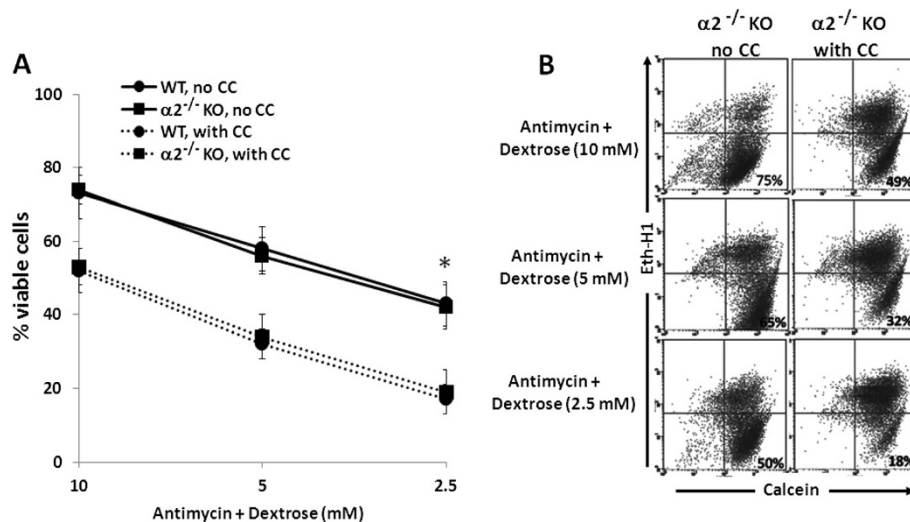 A
WT, no CC
α2 -/- KO, no CC
WT, with CC
α2 -/- KO, with CC
100
80
60
40
20
0
% viable cells
*
10
5
2.5
Antimycin + Dextrose (mM)
B
α2 -/- KO
no CC
α2 -/- KO
with CC
Antimycin +
Dextrose (10 mM)
75%
49%
Antimycin +
Dextrose (5 mM)
65%
32%
Antimycin +
Dextrose (2.5 mM)
50%
18%
Eth-H1
Calcein